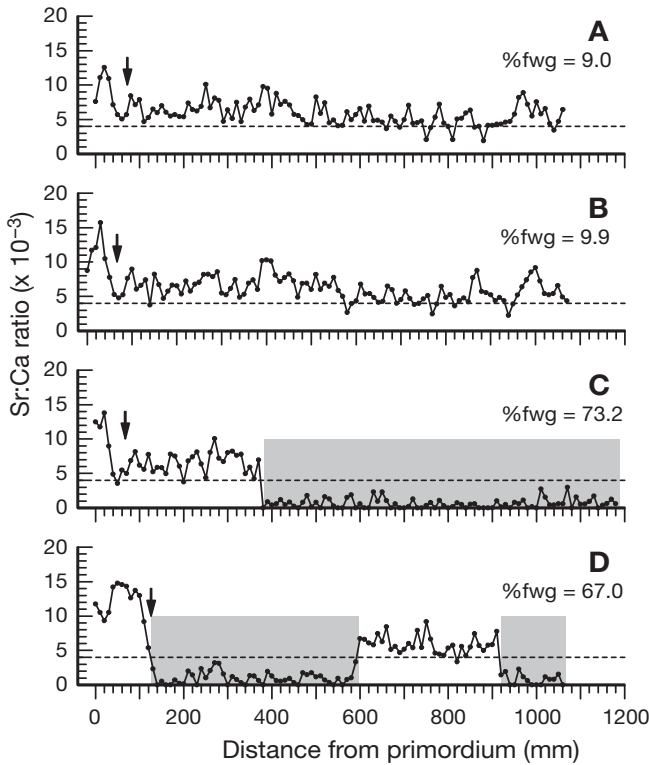 20
15
10
5
0
A
%fwg = 9.0
20
15
10
5
0
B
%fwg = 9.9
20
15
10
5
0
C
%fwg = 73.2
20
15
10
5
0
D
%fwg = 67.0
Sr:Ca ratio (x 10⁻³)
0 200 400 600 800 1000 1200
Distance from primordium (mm)